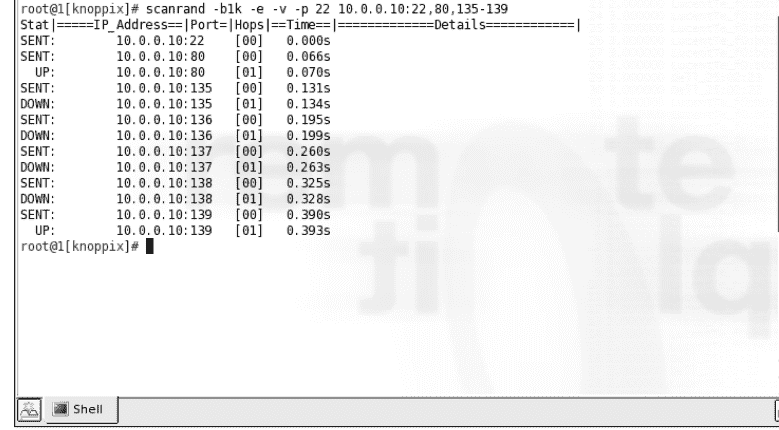 root@1[knoppix]# scanrand -b1k -e -v -p 22 10.0.0.10:22,80,135-139
Stat|=====IP_Address==|Port=|Hops|==Time==|=============Details============|
SENT:        10.0.0.10:22    [00]   0.000s
SENT:        10.0.0.10:80    [00]   0.066s
  UP:        10.0.0.10:80    [01]   0.070s
SENT:        10.0.0.10:135   [00]   0.131s
DOWN:        10.0.0.10:135   [01]   0.134s
SENT:        10.0.0.10:136   [00]   0.195s
DOWN:        10.0.0.10:136   [01]   0.199s
SENT:        10.0.0.10:137   [00]   0.260s
DOWN:        10.0.0.10:137   [01]   0.263s
SENT:        10.0.0.10:138   [00]   0.325s
DOWN:        10.0.0.10:138   [01]   0.328s
SENT:        10.0.0.10:139   [00]   0.390s
  UP:        10.0.0.10:139   [01]   0.393s
root@1[knoppix]#
Shell